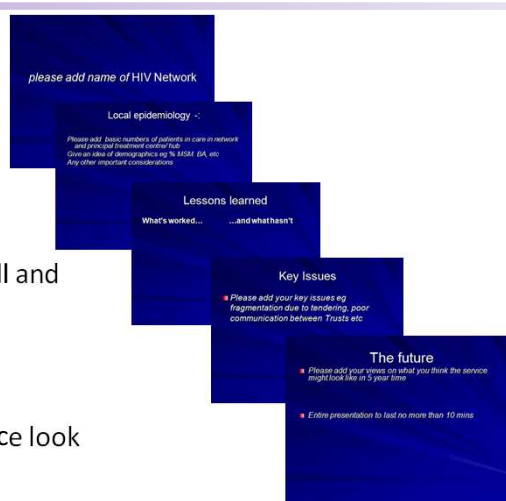 please add name of HIV Network
Local epidemiology -:
Please add basic numbers of patients in care in network
and principal treatment centre/ hub
Give an idea of demographics eg % MSM. BA, etc
Any other important considerations
Lessons learned
What's worked… …and what hasn't
ll and
Key Issues
Please add your key issues eg
fragmentation due to tendering, poor
communication between Trusts etc
The future
Please add your views on what you think the service
might look like in 5 year time
Entire presentation to last no more than 10 mins
ce look